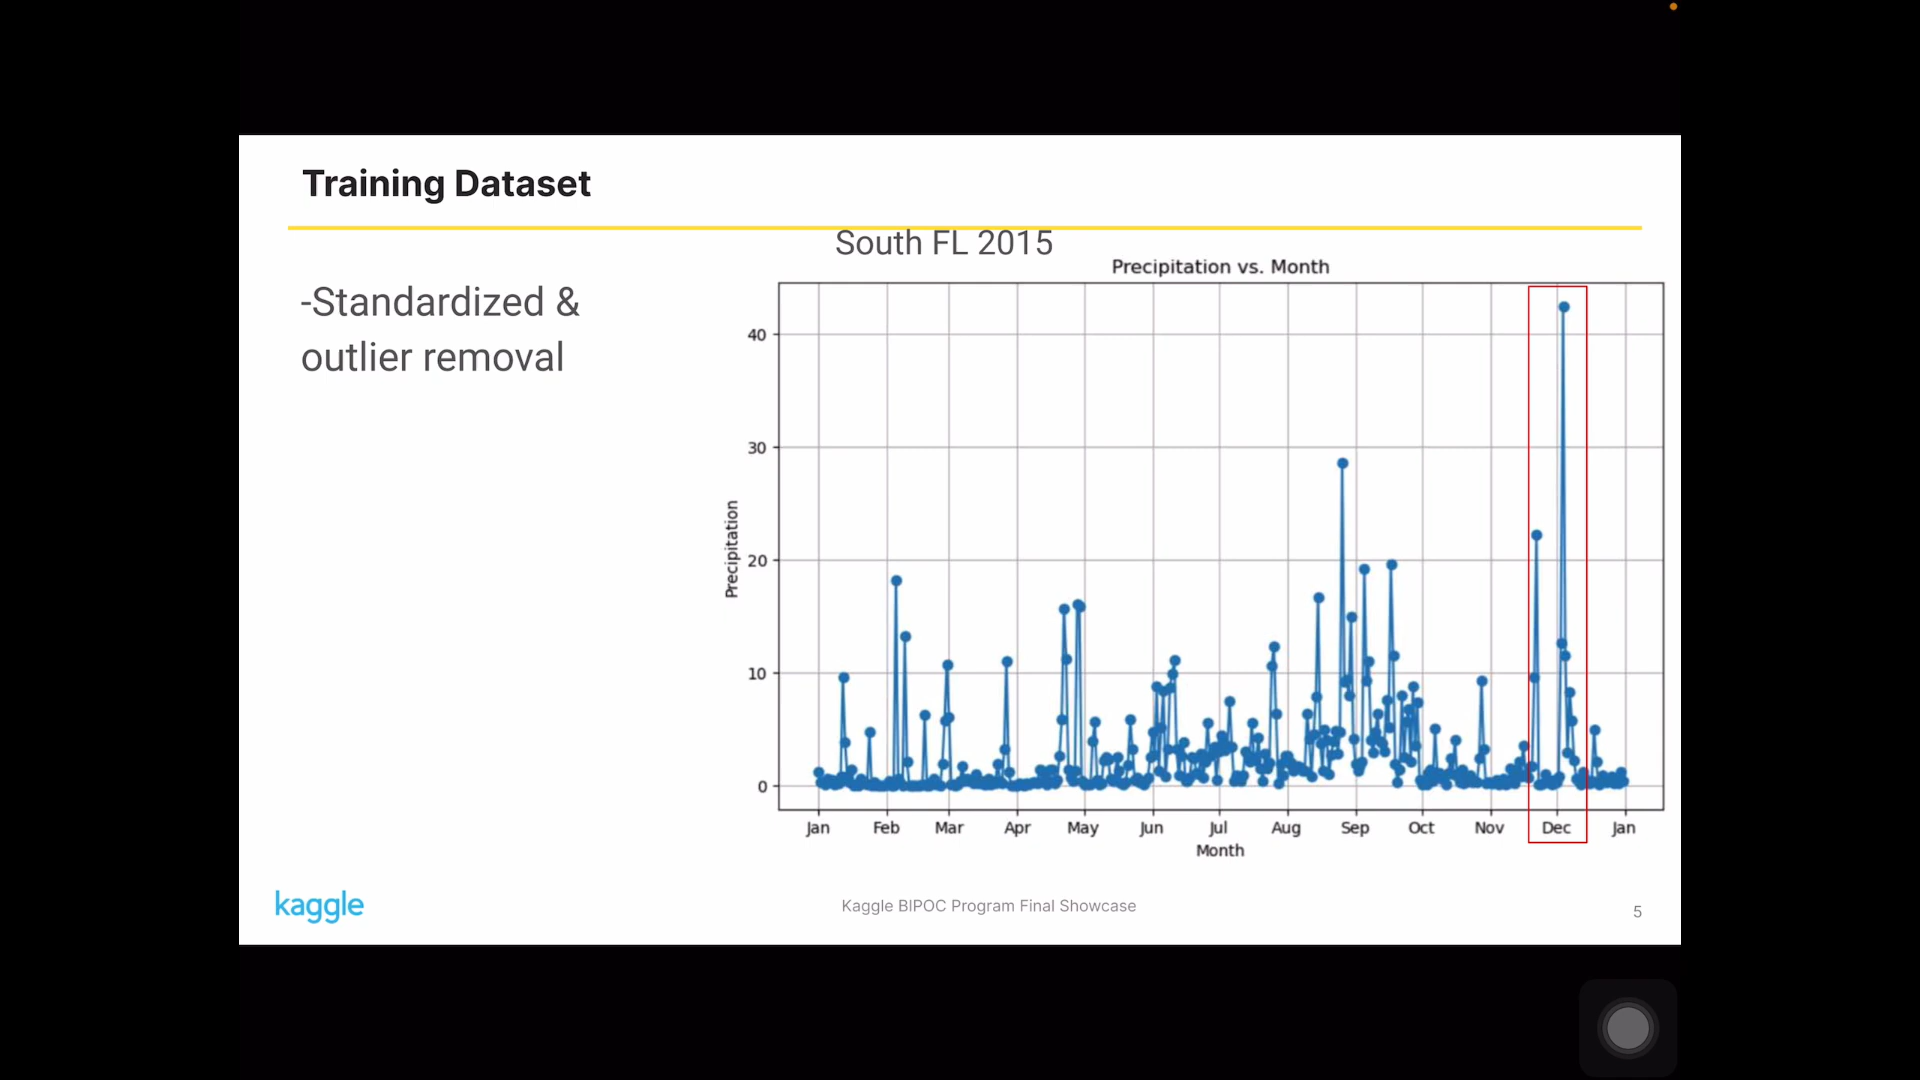 Training Dataset
South FL 2015
-Standardized &
outlier removal
Precipitation vs. Month
40
30
20
10
0
Precipitation
Jan Feb Mar Apr May Jun Jul Aug Sep Oct Nov Dec Jan
Month
kaggle
Kaggle BIPOC Program Final Showcase
5